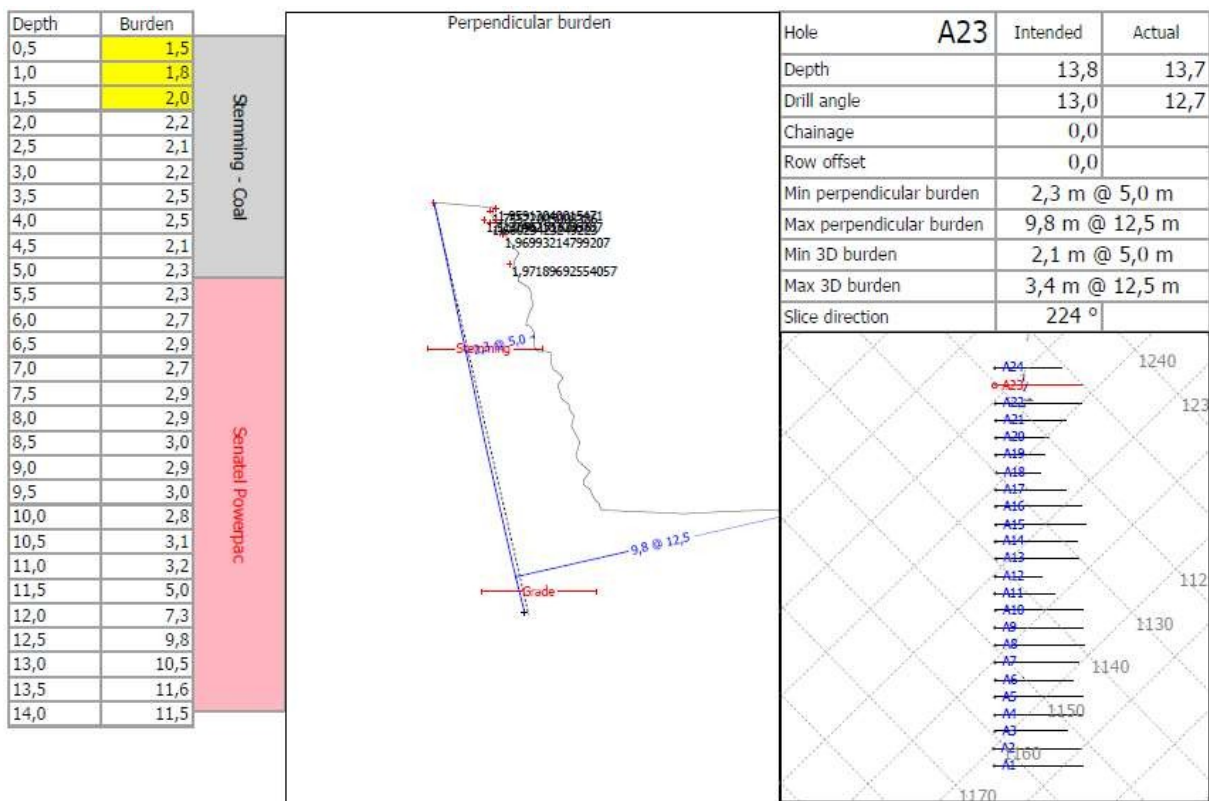 Depth Burden
0,5 1,5
1,0 1,8
1,5 2,0
2,0 2,2
2,5 2,1
3,0 2,2
3,5 2,5
4,0 2,5
4,5 2,1
5,0 2,3
5,5 2,3
6,0 2,7
6,5 2,9
7,0 2,7
7,5 2,9
8,0 2,9
8,5 3,0
9,0 2,9
9,5 3,0
10,0 2,8
10,5 3,1
11,0 3,2
11,5 5,0
12,0 7,3
12,5 9,8
13,0 10,5
13,5 11,6
14,0 11,5
Stemming - Coal
Senatel Powerpac
Perpendicular burden
1,96993214799207
1,97189692554057
Stemming
2,3 @ 5,0
9,8 @ 12,5
Grade
Hole A23 Intended Actual
Depth 13,8 13,7
Drill angle 13,0 12,7
Chainage 0,0
Row offset 0,0
Min perpendicular burden 2,3 m @ 5,0 m
Max perpendicular burden 9,8 m @ 12,5 m
Min 3D burden 2,1 m @ 5,0 m
Max 3D burden 3,4 m @ 12,5 m
Slice direction 224 º
A24
A23
A22
A21
A20
A19
A18
A17
A16
A15
A14
A13
A12
A11
A10
A9
A8
A7
A6
A5
A4
A3
A2
A1
1240
123
112
1130
1140
1150
1160
1170